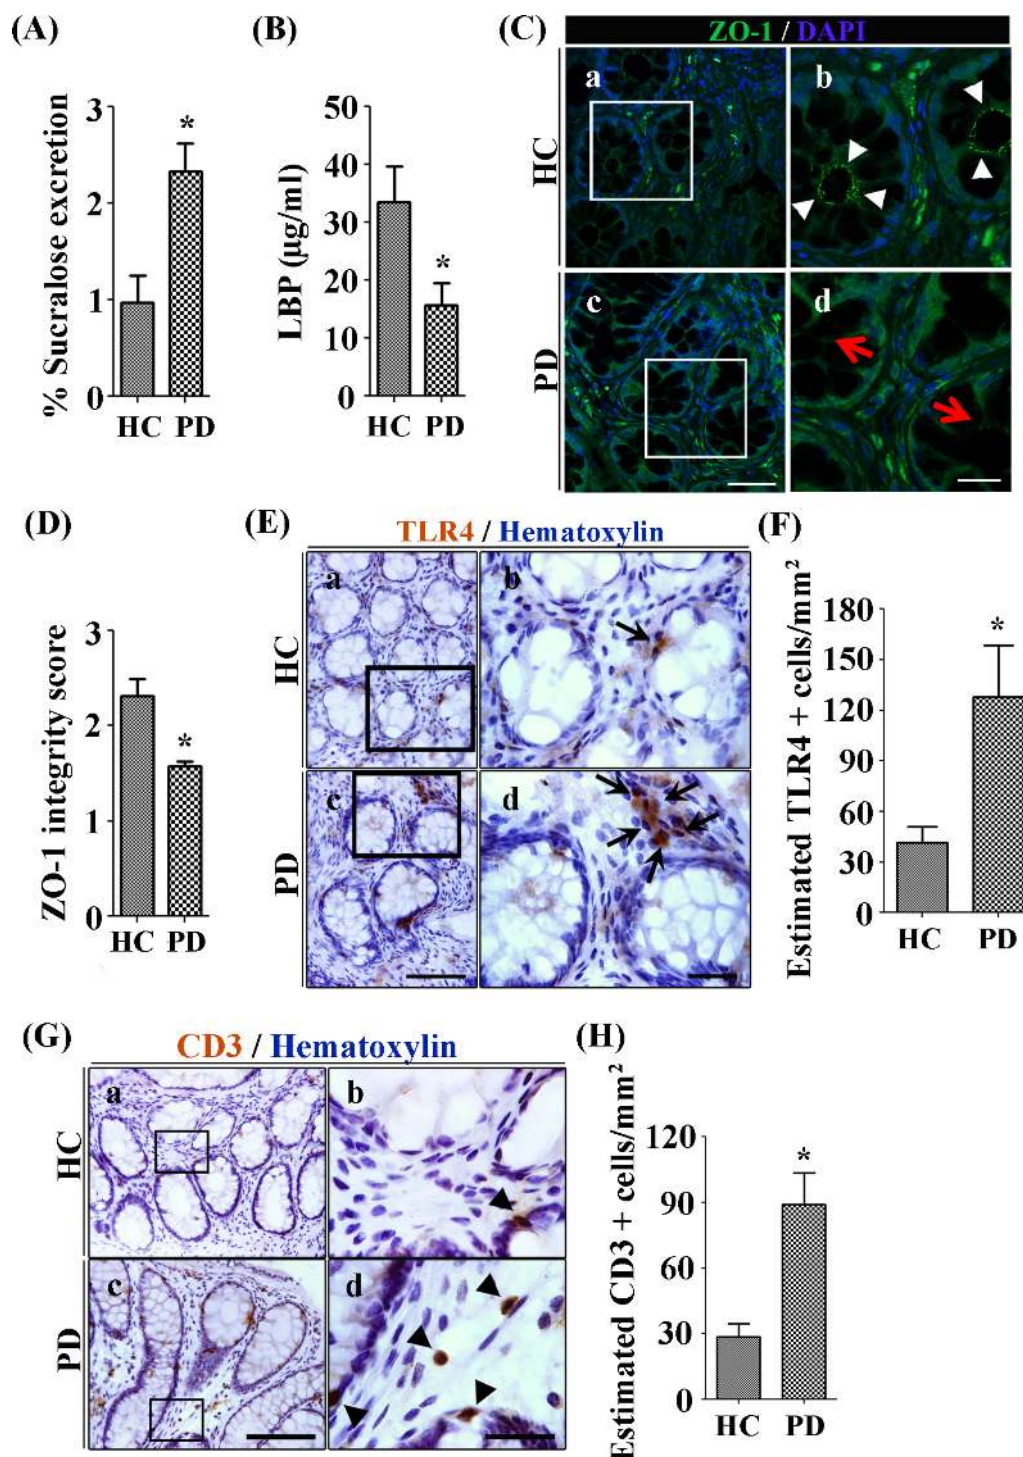 (A)
% Sucralose excretion
3
*
2
1
0
HC PD
(B)
LBP (µg/ml)
50
40
30
20
*
10
0
HC PD
(C)
ZO-1 / DAPI
HC
a
b
PD
c
d
(D)
ZO-1 integrity score
3
2
*
1
0
HC PD
(E)
TLR4 / Hematoxylin
HC
a
b
PD
c
d
(F)
Estimated TLR4 + cells/mm²
180
*
150
120
90
60
30
0
HC PD
(G)
CD3 / Hematoxylin
HC
a
b
PD
c
d
(H)
Estimated CD3 + cells/mm²
120
*
90
60
30
0
HC PD